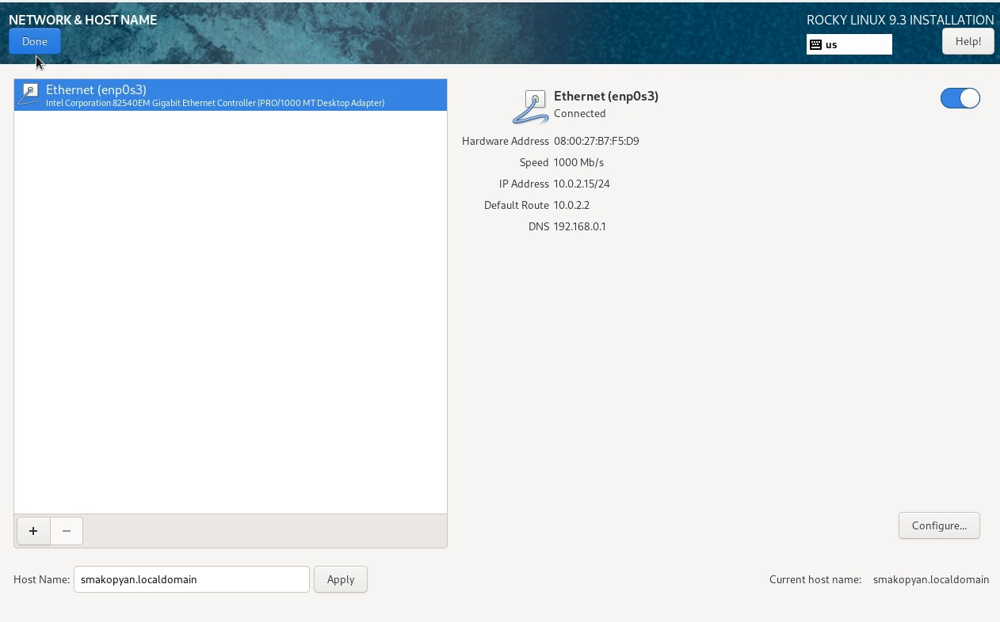 NETWORK & HOST NAME
ROCKY LINUX 9.3 INSTALLATION
Done
us
Help!
Ethernet (enp0s3)
Intel Corporation 82540EM Gigabit Ethernet Controller (PRO/1000 MT Desktop Adapter)
Ethernet (enp0s3)
Connected
Hardware Address 08:00:27:B7:F5:D9
Speed 1000 Mb/s
IP Address 10.0.2.15/24
Default Route 10.0.2.2
DNS 192.168.0.1
+ −
Configure...
Host Name: smakopyan.localdomain Apply
Current host name: smakopyan.localdomain